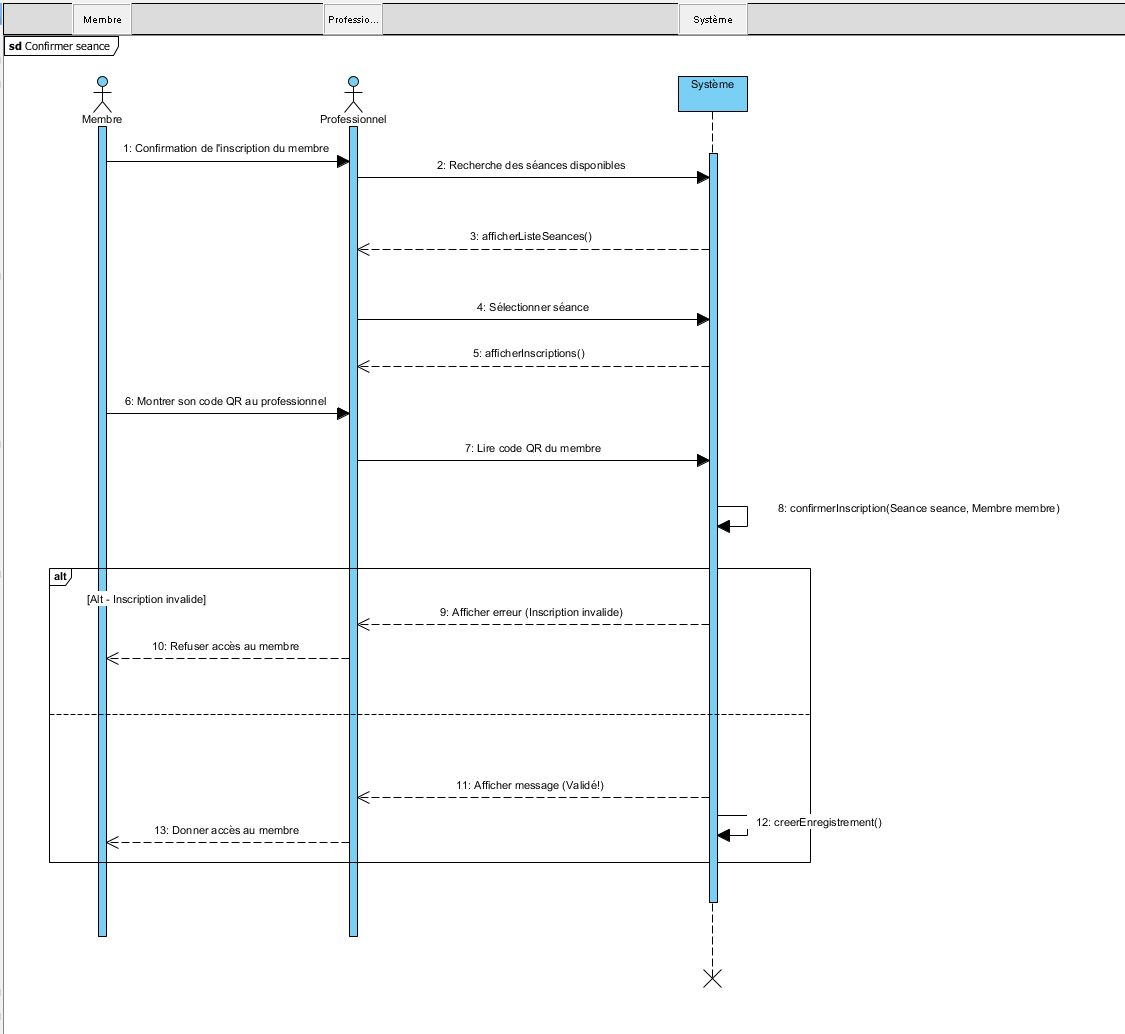 Membre
Professio...
Système
sd Confirmer seance
Système
Membre
Professionnel
1: Confirmation de l'inscription du membre
2: Recherche des séances disponibles
3: afficherListeSeances()
4: Sélectionner séance
5: afficherInscriptions()
6: Montrer son code QR au professionnel
7: Lire code QR du membre
8: confirmerInscription(Seance seance, Membre membre)
alt
[Alt - Inscription invalide]
9: Afficher erreur (Inscription invalide)
10: Refuser accès au membre
11: Afficher message (Validé!)
12: creerEnregistrement()
13: Donner accès au membre